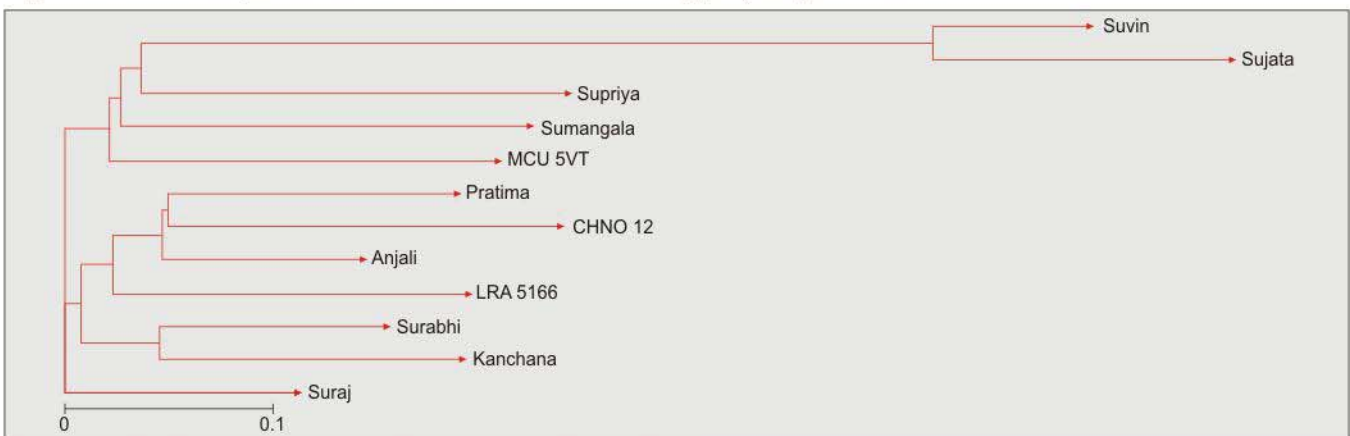 Suvin
Sujata
Supriya
Sumangala
MCU 5VT
Pratima
CHNO 12
Anjali
LRA 5166
Surabhi
Kanchana
Suraj
0 0.1